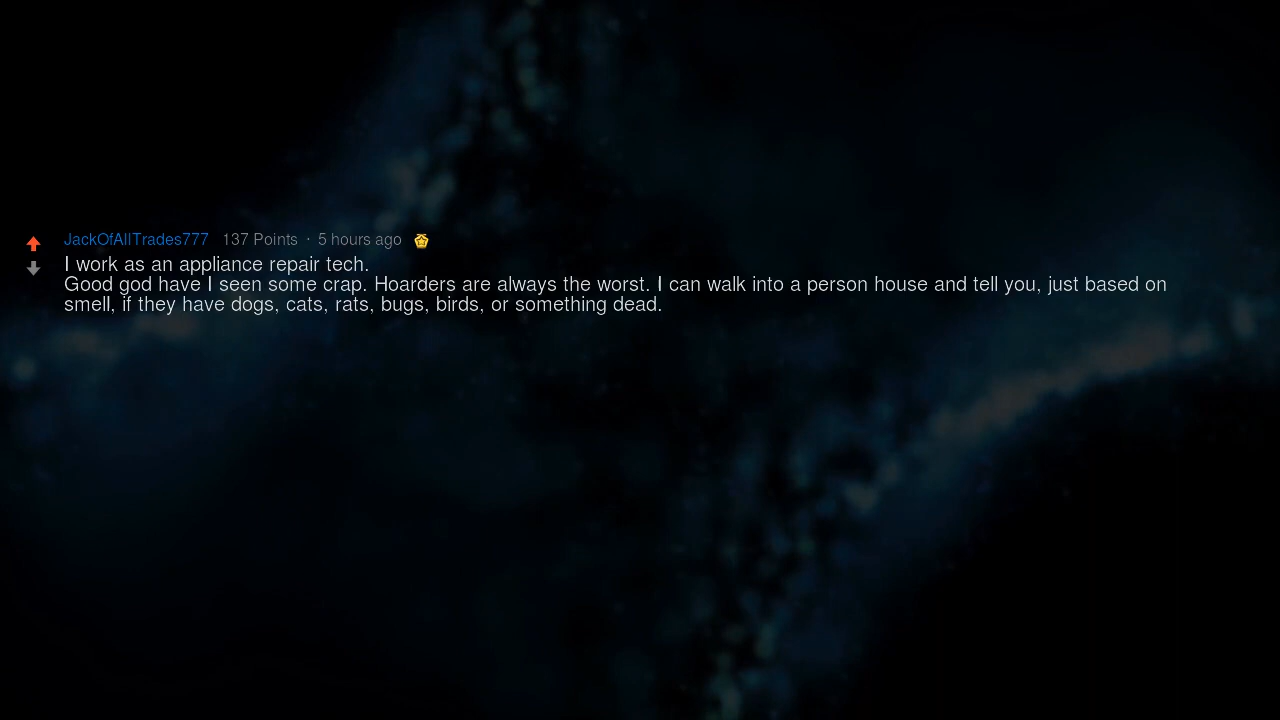 JackOfAllTrades777 137 Points · 5 hours ago
I work as an appliance repair tech.
Good god have I seen some crap. Hoarders are always the worst. I can walk into a person house and tell you, just based on
smell, if they have dogs, cats, rats, bugs, birds, or something dead.